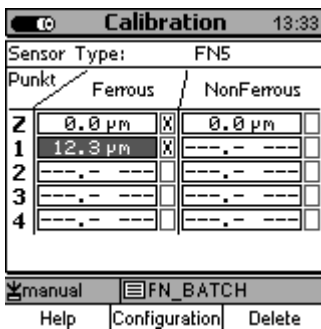 Calibration 13:33
Sensor Type: FN5
Punkt Ferrous NonFerrous
Z 0.0 µm X 0.0 µm
1 12.3 µm X ---.- ---
2 ---.- --- ---.- ---
3 ---.- --- ---.- ---
4 ---.- --- ---.- ---
manual FN_BATCH
Help Configuration Delete